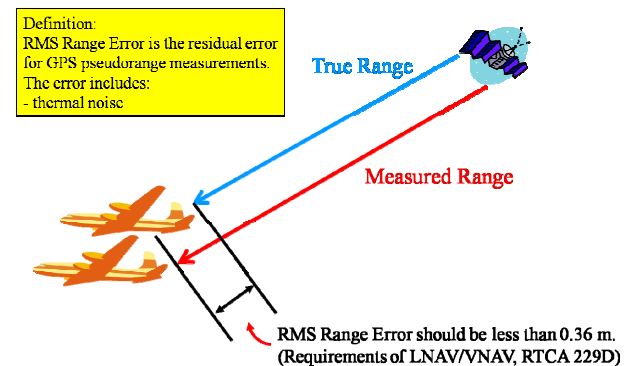 Definition:
RMS Range Error is the residual error
for GPS pseudorange measurements.
The error includes:
- thermal noise
True Range
Measured Range
RMS Range Error should be less than 0.36 m.
(Requirements of LNAV/VNAV, RTCA 229D)